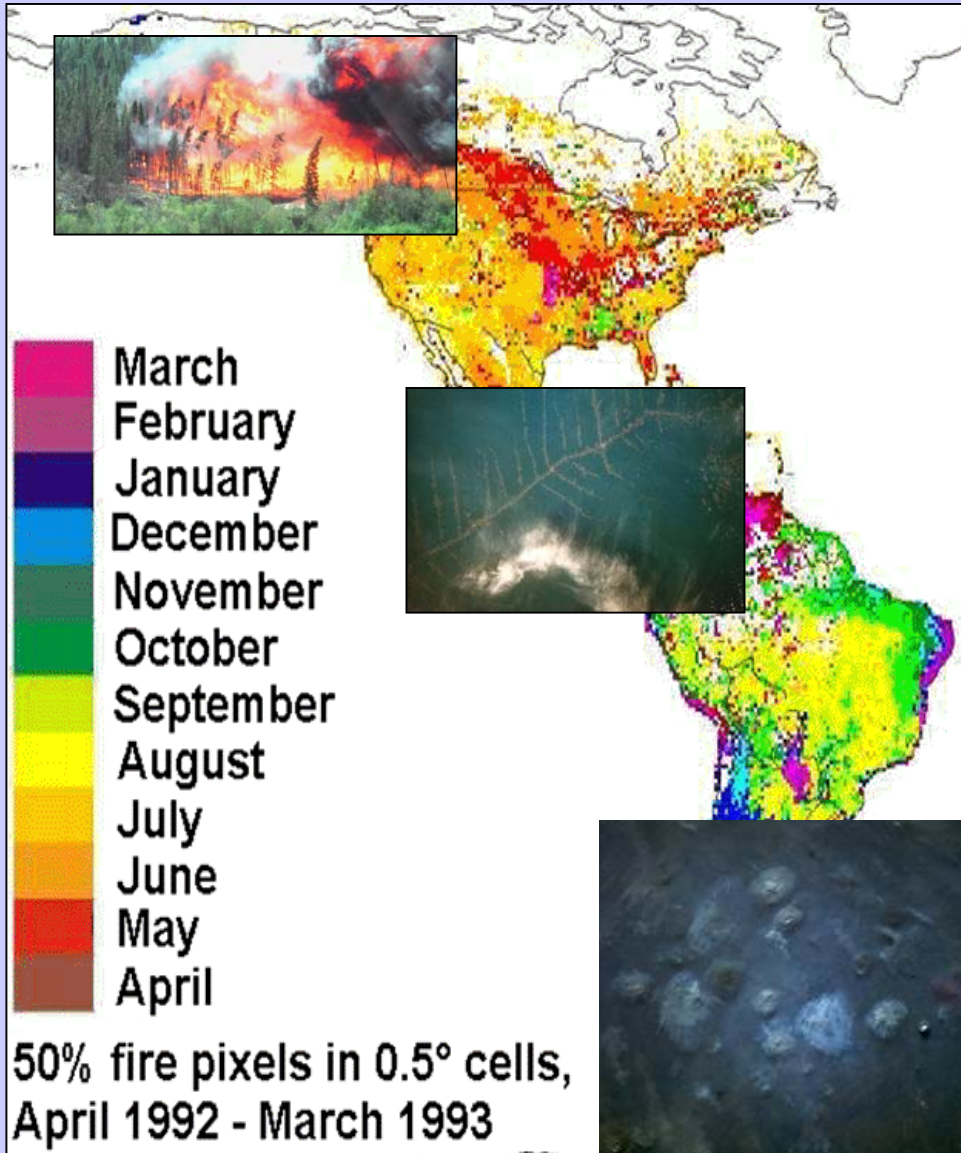 March
February
January
December
November
October
September
August
July
June
May
April
50% fire pixels in 0.5° cells,
April 1992 - March 1993